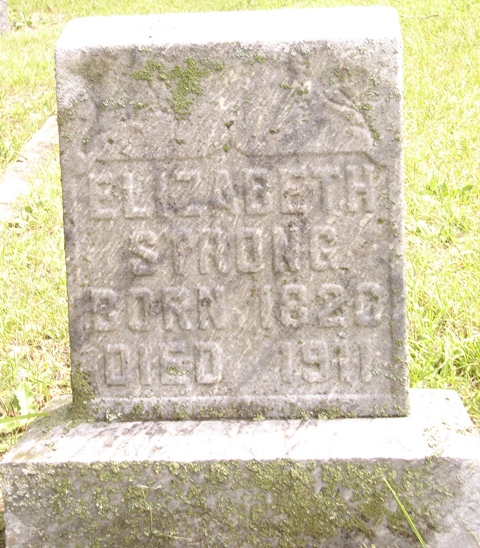 ELIZABETH
STRONG.
BORN 1826
DIED 1911